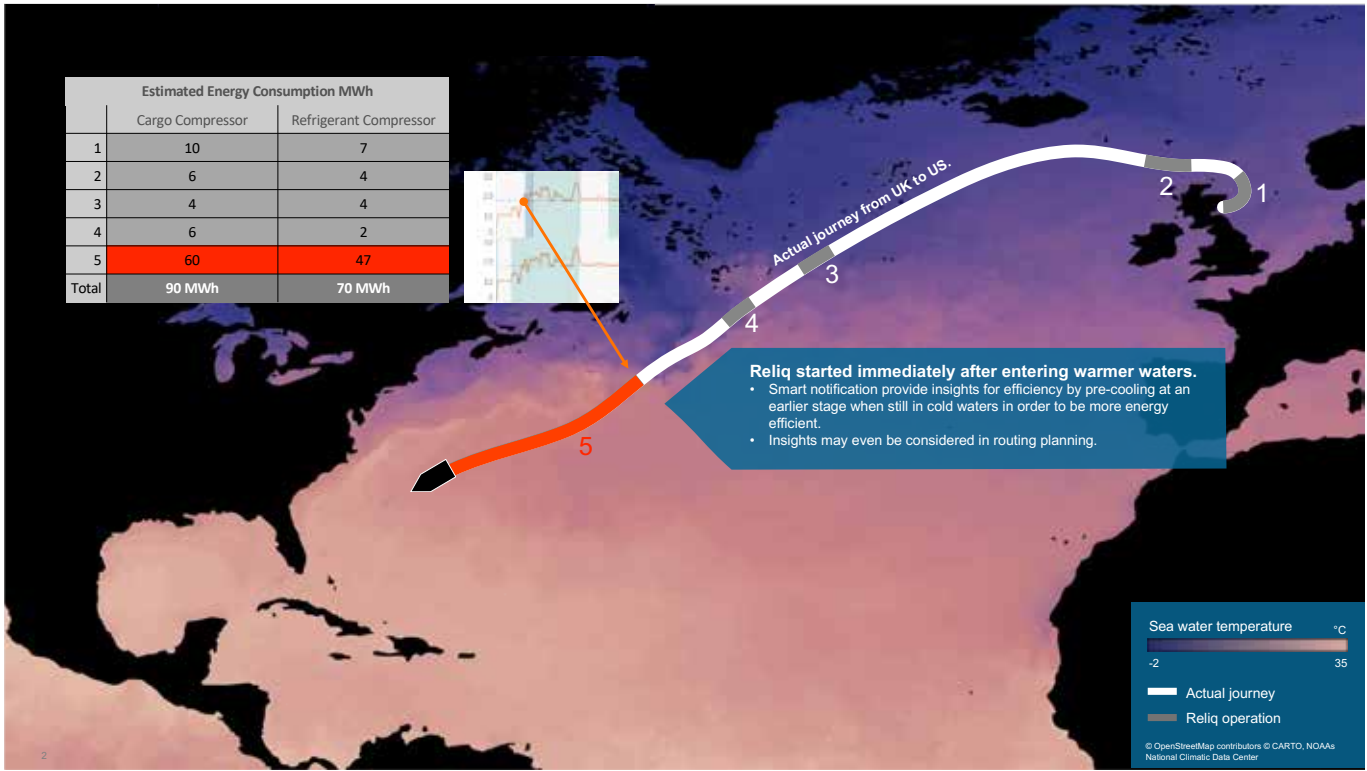 Estimated Energy Consumption MWh
Cargo Compressor Refrigerant Compressor
1 10 7
2 6 4
3 4 4
4 6 2
5 60 47
Total 90 MWh 70 MWh
Actual journey from UK to US.
1
2
3
4
5
Reliq started immediately after entering warmer waters.
• Smart notification provide insights for efficiency by pre-cooling at an
earlier stage when still in cold waters in order to be more energy
efficient.
• Insights may even be considered in routing planning.
Sea water temperature °C
-2 35
Actual journey
Reliq operation
© OpenStreetMap contributors © CARTO, NOAAs
National Climatic Data Center
2